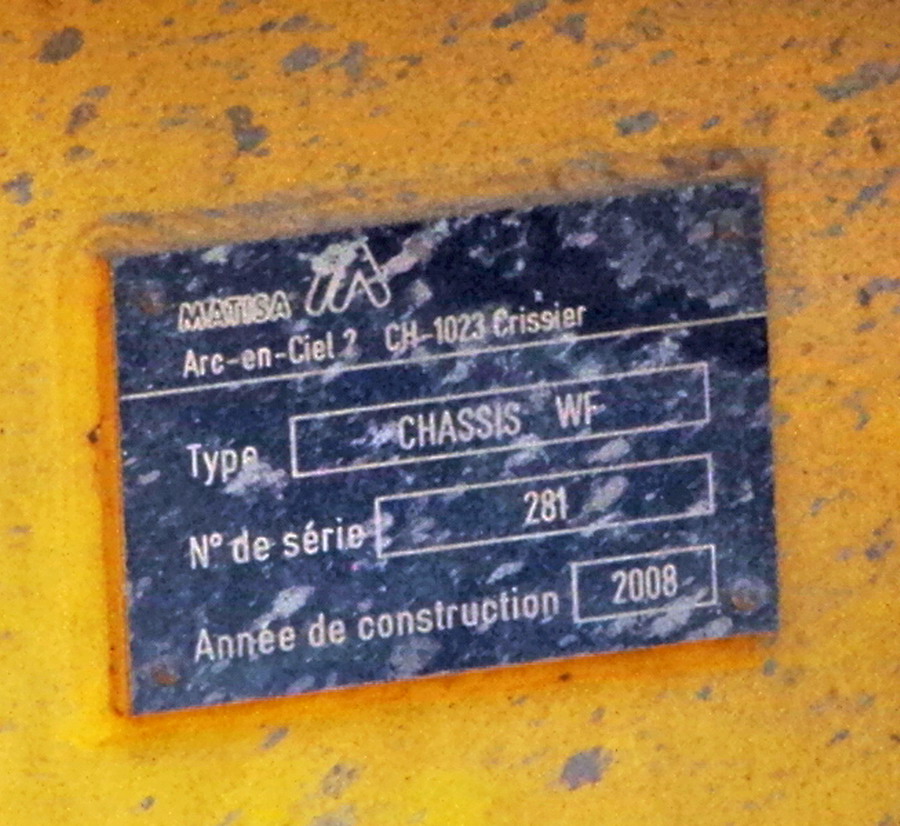 MATISA
Arc-en-Ciel 2 CH-1023 Crissier
Type CHASSIS WF
N° de série 281
Année de construction 2008